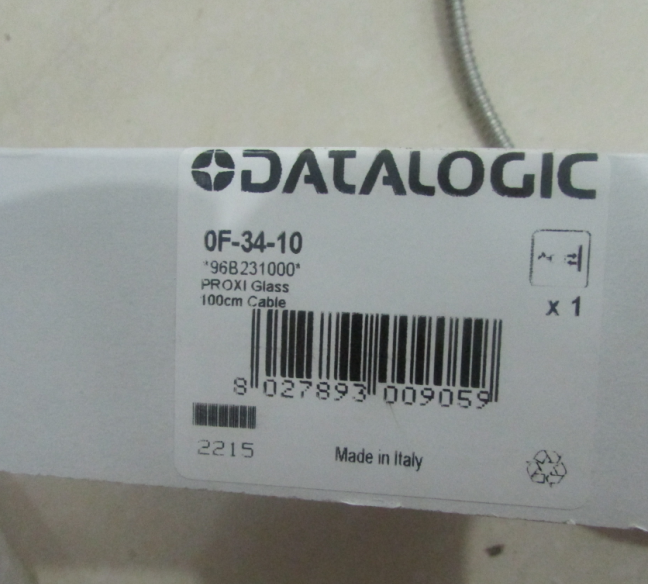 DATALOGIC
0F-34-10
*96B231000*
PROXI Glass
100cm Cable
x 1
8 027893 009059
2215
Made in Italy